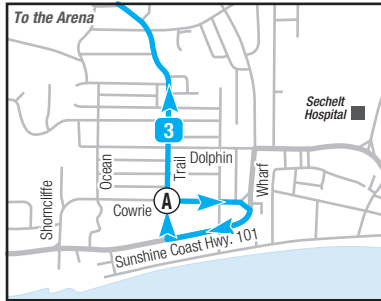 To the Arena
Sechelt
Hospital
3
Ocean
Trail
Dolphin
Wharf
Shorncliffe
Cowrie
A
Sunshine Coast Hwy. 101